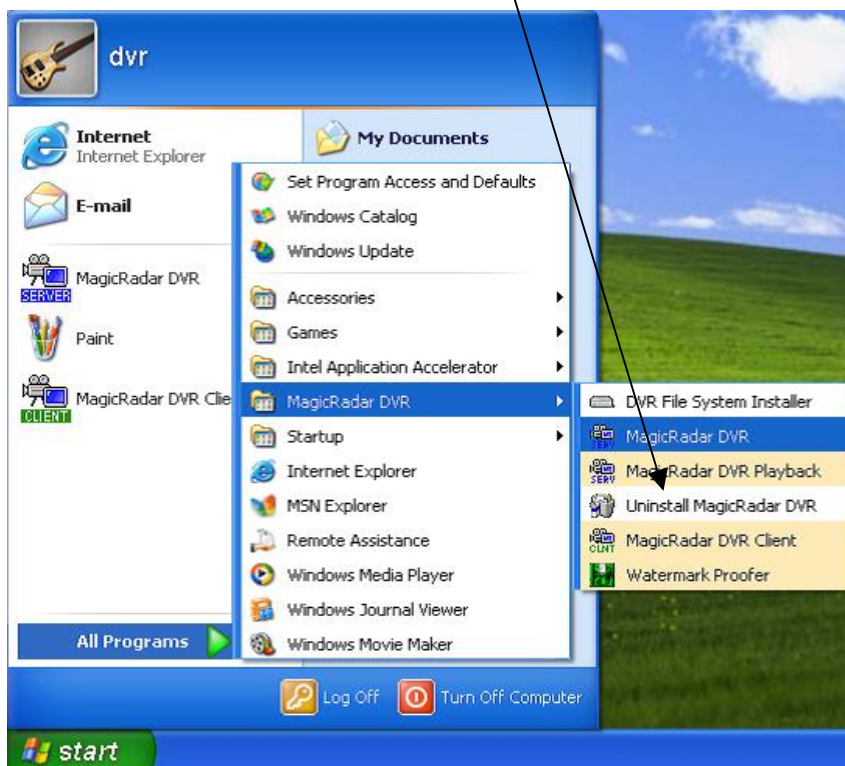 dvr
Internet
Internet Explorer
E-mail
MagicRadar DVR
SERVER
Paint
MagicRadar DVR Clie
CLIENT
All Programs
My Documents
Set Program Access and Defaults
Windows Catalog
Windows Update
Accessories
Games
Intel Application Accelerator
MagicRadar DVR
Startup
Internet Explorer
MSN Explorer
Remote Assistance
Windows Media Player
Windows Journal Viewer
Windows Movie Maker
DVR File System Installer
SERV
MagicRadar DVR
SERV
MagicRadar DVR Playback
Uninstall MagicRadar DVR
CLNT
MagicRadar DVR Client
Watermark Proofer
Log Off
Turn Off Computer
start